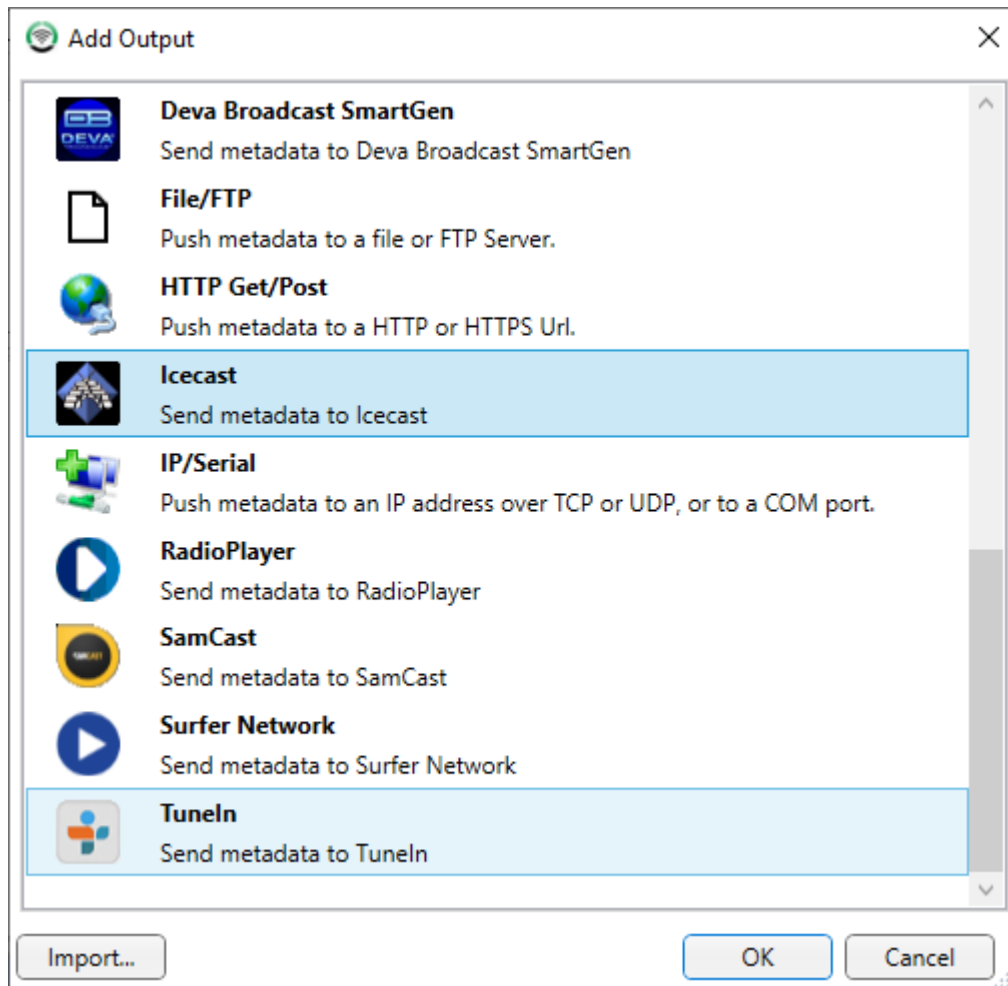 Add Output
Deva Broadcast SmartGen
DEVA
Send metadata to Deva Broadcast SmartGen
File/FTP
Push metadata to a file or FTP Server.
HTTP Get/Post
Push metadata to a HTTP or HTTPS Url.
Icecast
Send metadata to Icecast
IP/Serial
Push metadata to an IP address over TCP or UDP, or to a COM port.
RadioPlayer
Send metadata to RadioPlayer
SamCast
Send metadata to SamCast
Surfer Network
Send metadata to Surfer Network
TuneIn
Send metadata to TuneIn
Import...
OK
Cancel